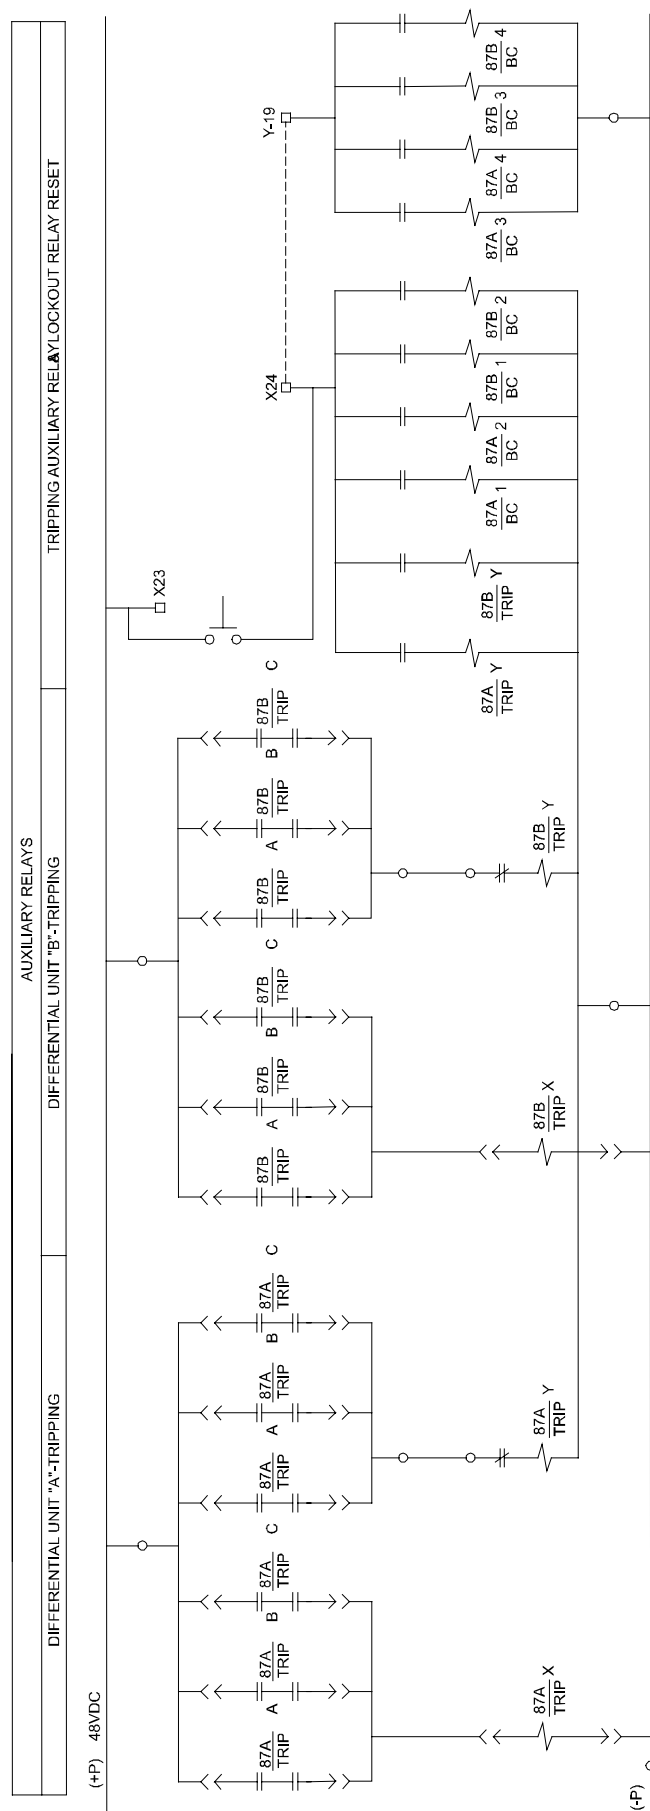 AUXILIARY RELAYS
DIFFERENTIAL UNIT "A"-TRIPPING
DIFFERENTIAL UNIT "B"-TRIPPING
TRIPPING AUXILIARY RELAY & LOCKOUT RELAY RESET
(+P) 48VDC
X23
87A
TRIP
A
87A
TRIP
B
87A
TRIP
C
87A
TRIP
A
87A
TRIP
B
87A
TRIP
C
87B
TRIP
A
87B
TRIP
B
87B
TRIP
C
87B
TRIP
A
87B
TRIP
B
87B
TRIP
C
X24
Y-19
87A
TRIP
Y
87B
TRIP
Y
87A
BC
1
87A
BC
2
87B
BC
1
87B
BC
2
87A
BC
3
87A
BC
4
87B
BC
3
87B
BC
4
87A
TRIP
X
87A
TRIP
Y
87B
TRIP
X
87B
TRIP
Y
(-P)